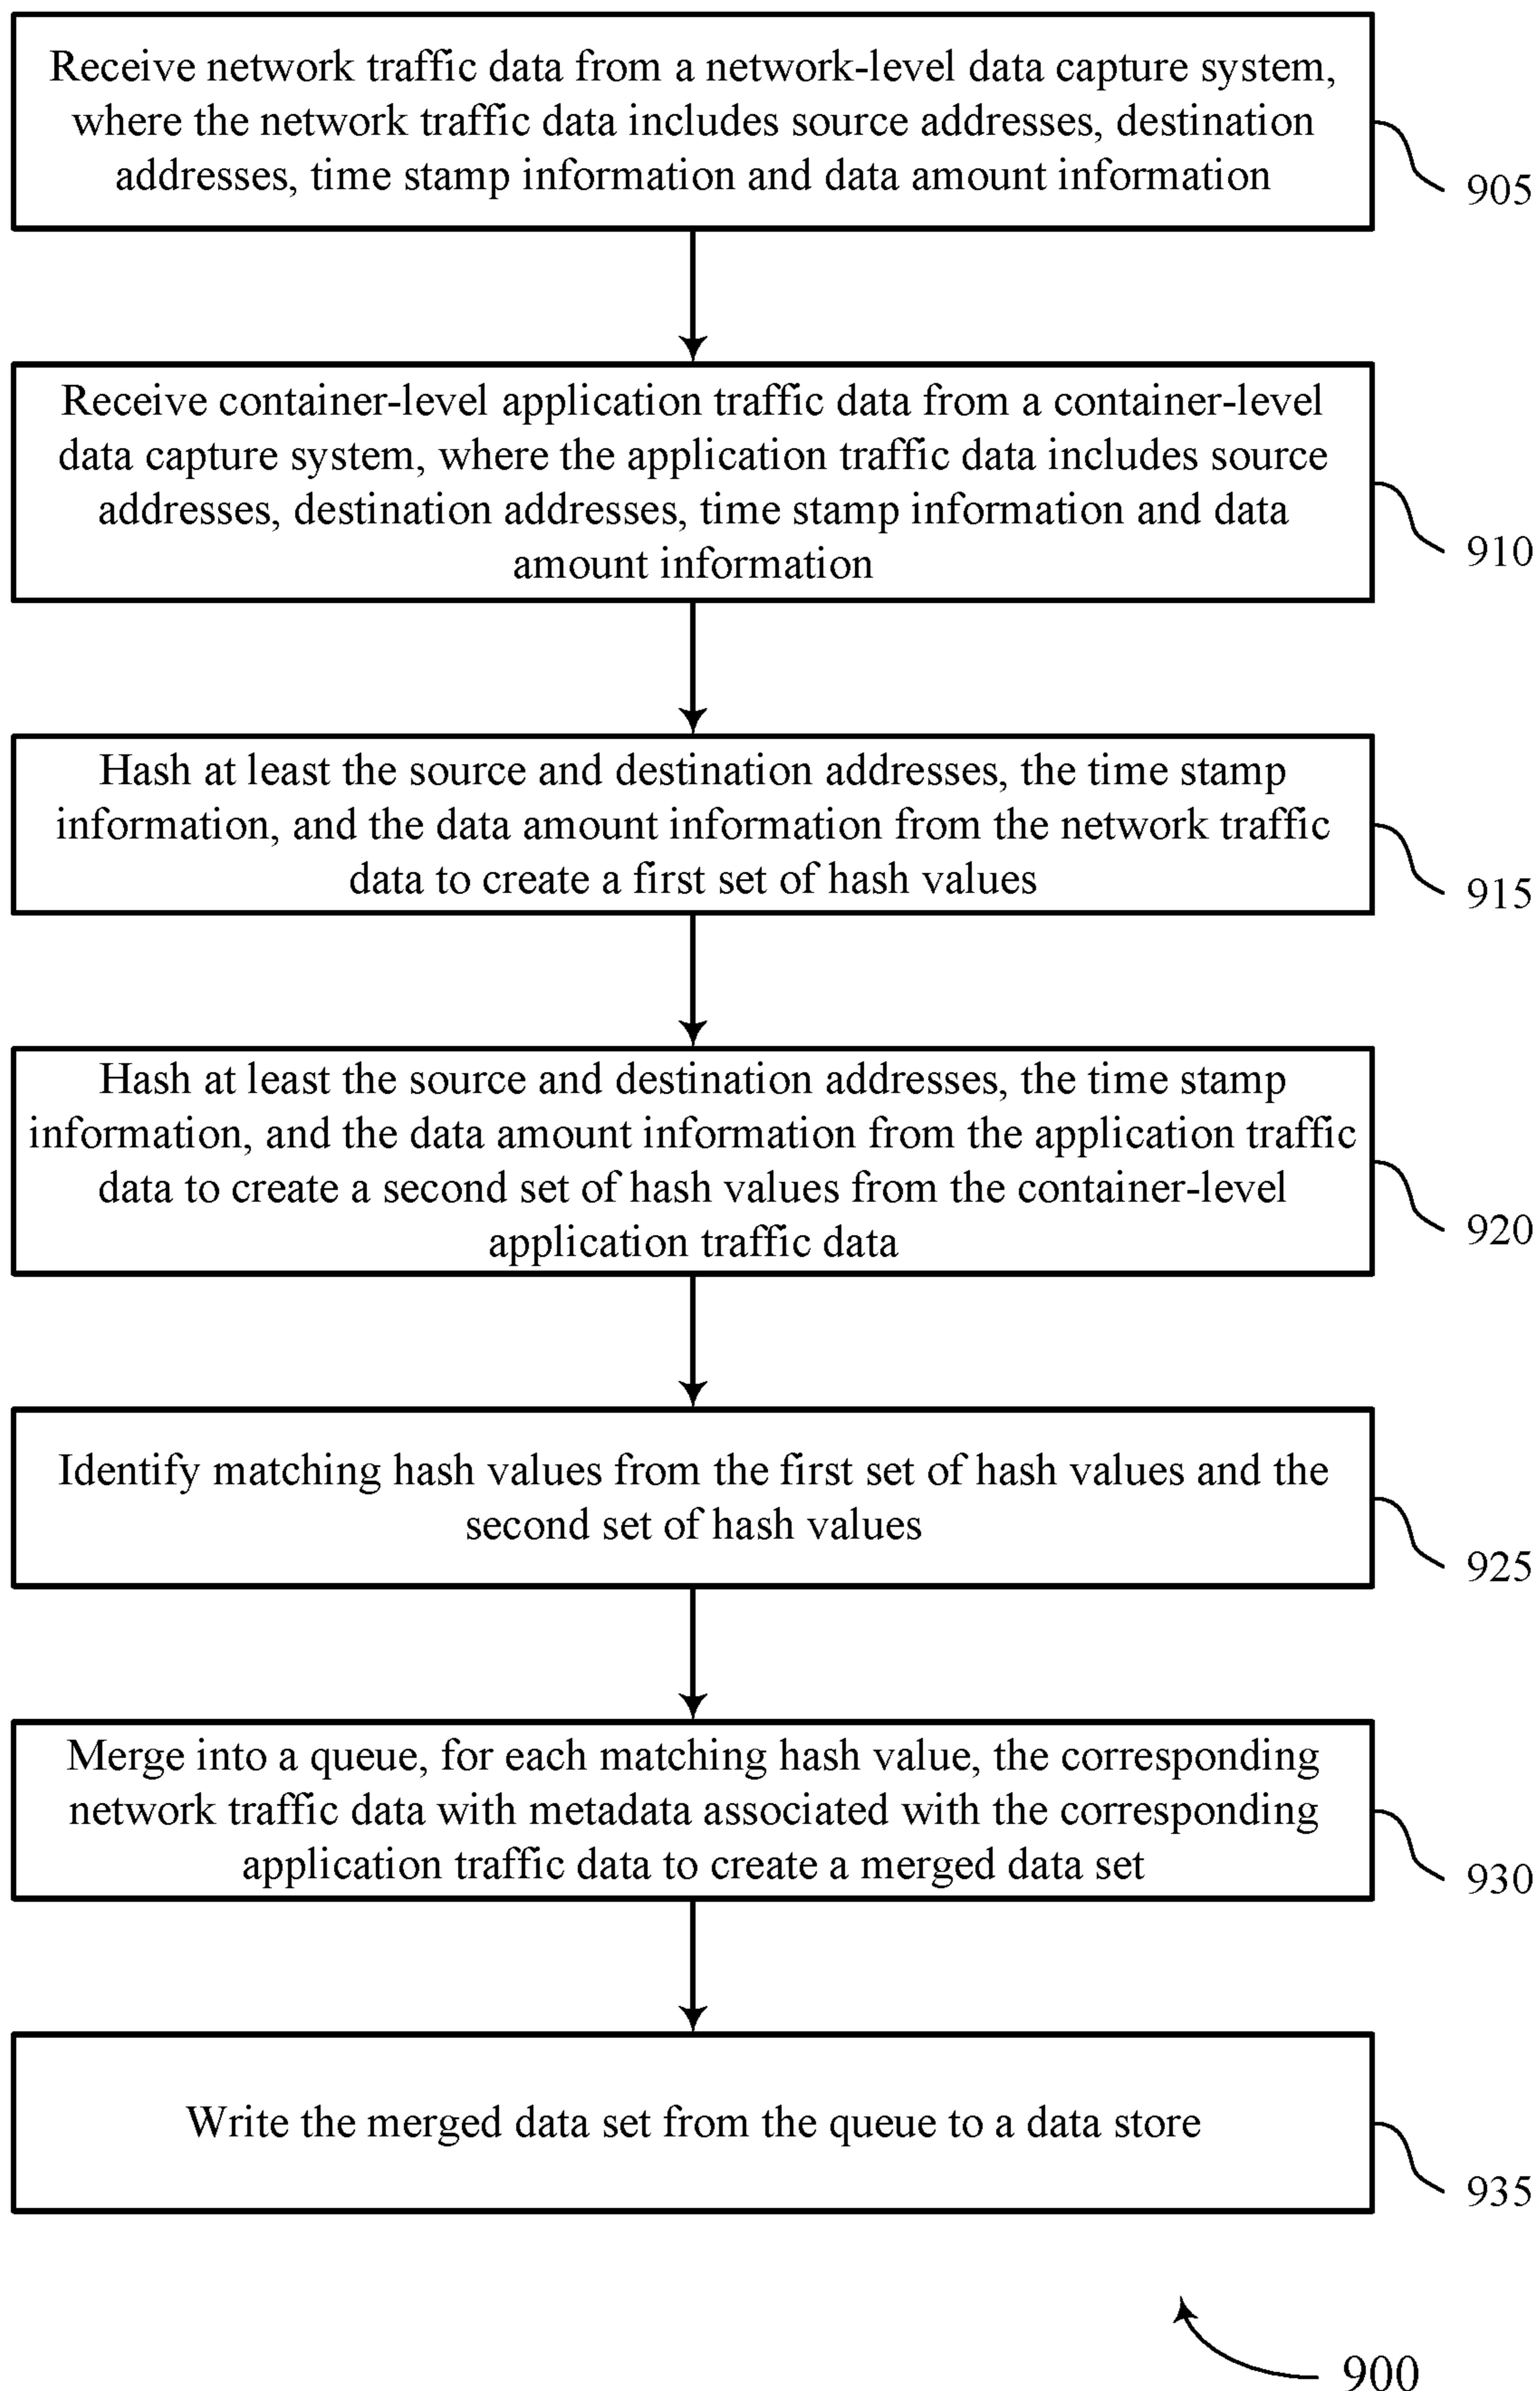 Receive network traffic data from a network-level data capture system,
where the network traffic data includes source addresses, destination
addresses, time stamp information and data amount information
905
Receive container-level application traffic data from a container-level
data capture system, where the application traffic data includes source
addresses, destination addresses, time stamp information and data
amount information
910
Hash at least the source and destination addresses, the time stamp
information, and the data amount information from the network traffic
data to create a first set of hash values
915
Hash at least the source and destination addresses, the time stamp
information, and the data amount information from the application traffic
data to create a second set of hash values from the container-level
application traffic data
920
Identify matching hash values from the first set of hash values and the
second set of hash values
925
Merge into a queue, for each matching hash value, the corresponding
network traffic data with metadata associated with the corresponding
application traffic data to create a merged data set
930
Write the merged data set from the queue to a data store
935
900